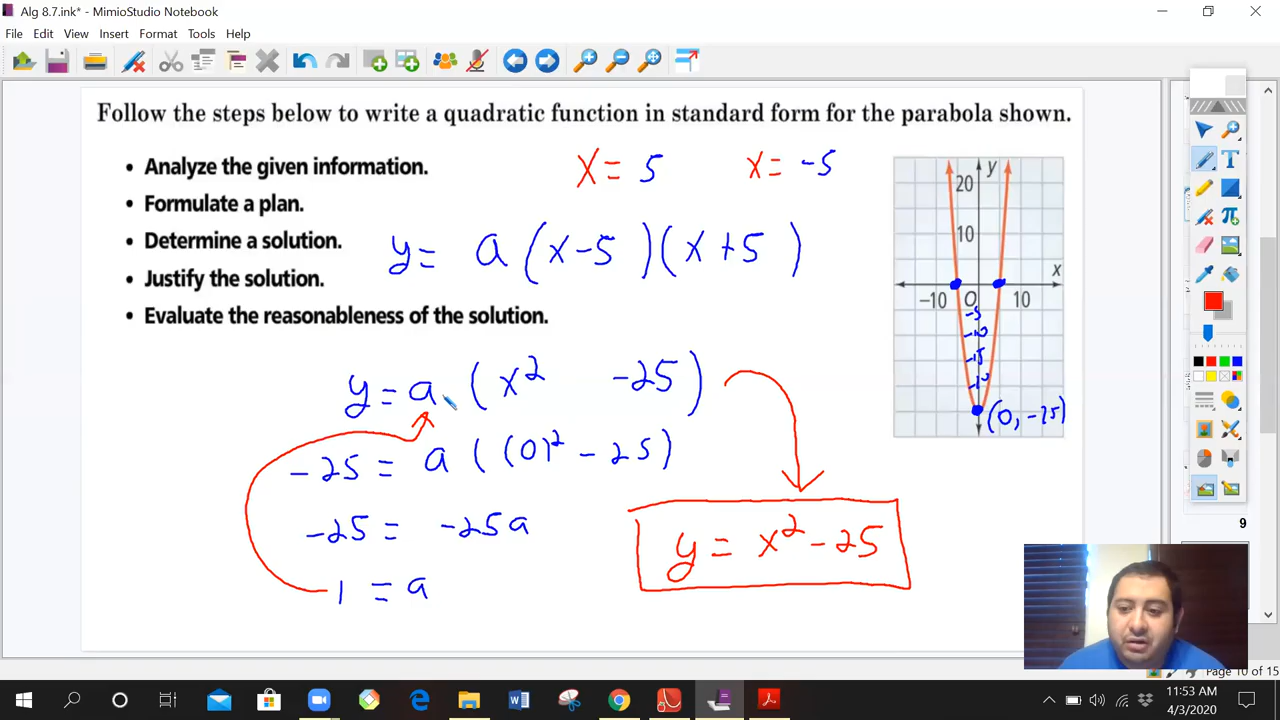 Alg 8.7.ink* - MimioStudio Notebook
File Edit View Insert Format Tools Help
Follow the steps below to write a quadratic function in standard form for the parabola shown.
• Analyze the given information.
• Formulate a plan.
• Determine a solution.
• Justify the solution.
• Evaluate the reasonableness of the solution.
x = 5 x = -5
y = a (x-5)(x+5)
y = a (x² -25)
-25 = a ((0)² - 25)
-25 = -25a
1 = a
y = x² - 25
y
20
10
x
-10 O 10
-5
-10
-15
(0, -25)
9
Page 10 of 15
11:53 AM
4/3/2020